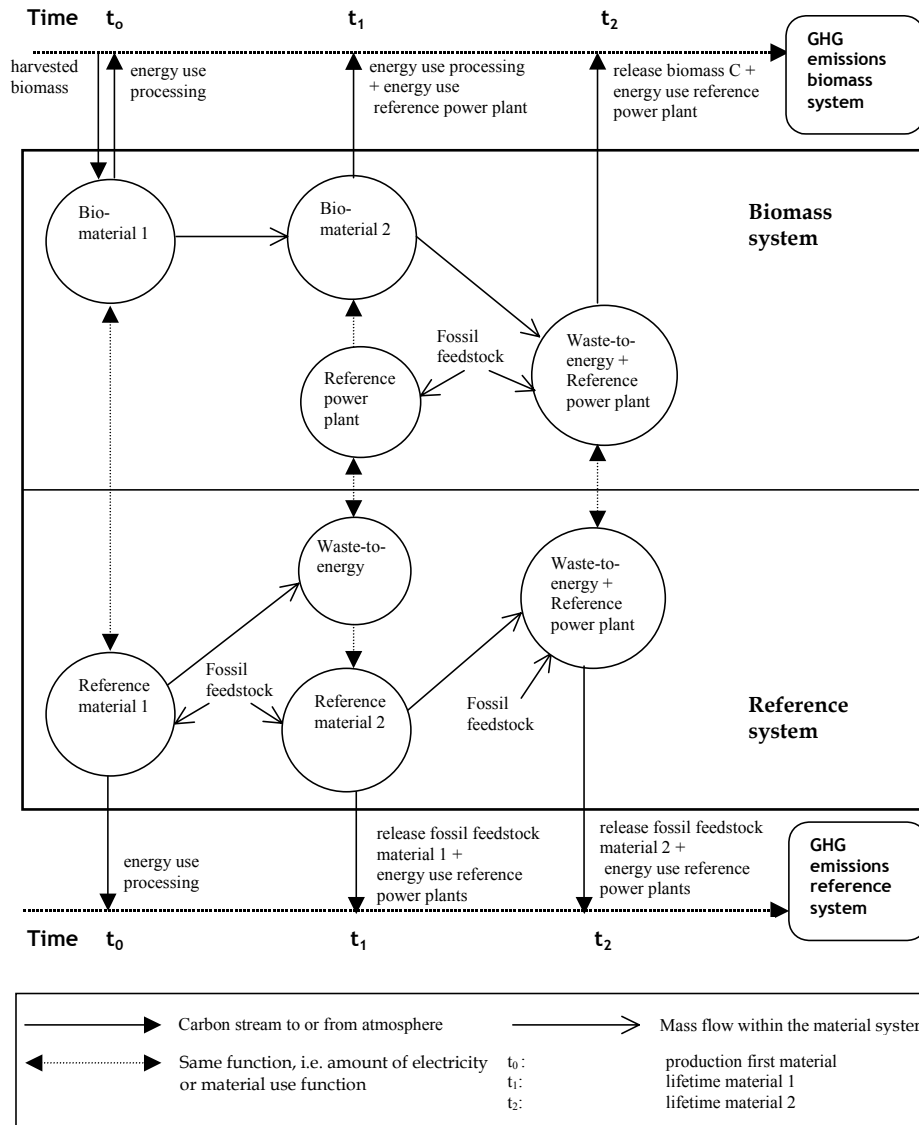 Time t₀ t₁ t₂
harvested
biomass
energy use
processing
energy use processing
+ energy use
reference power plant
release biomass C +
energy use reference
power plant
GHG
emissions
biomass
system
Bio-
material 1
Bio-
material 2
Biomass
system
Fossil
feedstock
Reference
power
plant
Waste-to-
energy +
Reference
power plant
Waste-to-
energy
Waste-to-
energy +
Reference
power plant
Reference
material 1
Fossil
feedstock
Reference
material 2
Fossil
feedstock
Reference
system
energy use
processing
release fossil feedstock
material 1 +
energy use reference
power plants
release fossil feedstock
material 2 +
energy use reference
power plants
GHG
emissions
reference
system
Time t₀ t₁ t₂
Carbon stream to or from atmosphere
Mass flow within the material system
Same function, i.e. amount of electricity
or material use function
t₀: production first material
t₁: lifetime material 1
t₂: lifetime material 2